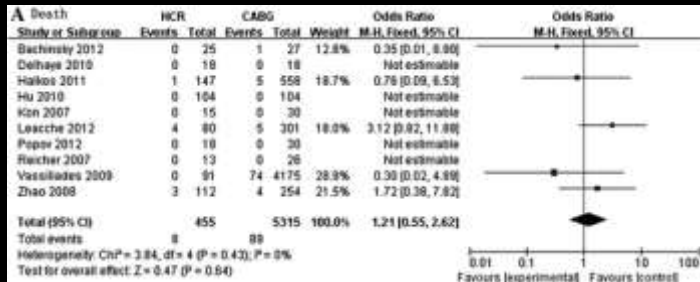 A Death
HCR CABG Odds Ratio Odds Ratio
Study or Subgroup Events Total Events Total Weight M-H, Fixed, 95% CI M-H, Fixed, 95% CI
Bachinsky 2012 0 25 1 27 12.8% 0.35 [0.01, 8.90]
Delhaye 2010 0 18 0 18 Not estimable
Halkos 2011 1 147 5 558 18.7% 0.76 [0.09, 6.53]
Hu 2010 0 104 0 104 Not estimable
Kon 2007 0 15 0 30 Not estimable
Leacche 2012 4 80 5 301 18.0% 3.12 [0.82, 11.88]
Popov 2012 0 18 0 30 Not estimable
Reicher 2007 0 13 0 26 Not estimable
Vassiliades 2009 0 91 74 4175 28.9% 0.30 [0.02, 4.89]
Zhao 2008 3 112 4 254 21.5% 1.72 [0.38, 7.82]
Total (95% CI) 455 5315 100.0% 1.21 [0.55, 2.62]
Total events 8 89
Heterogeneity: Chi² = 3.84, df = 4 (P = 0.43); I² = 0%
Test for overall effect: Z = 0.47 (P = 0.64)
0.01 0.1 1 10 100
Favours [experimental] Favours [control]